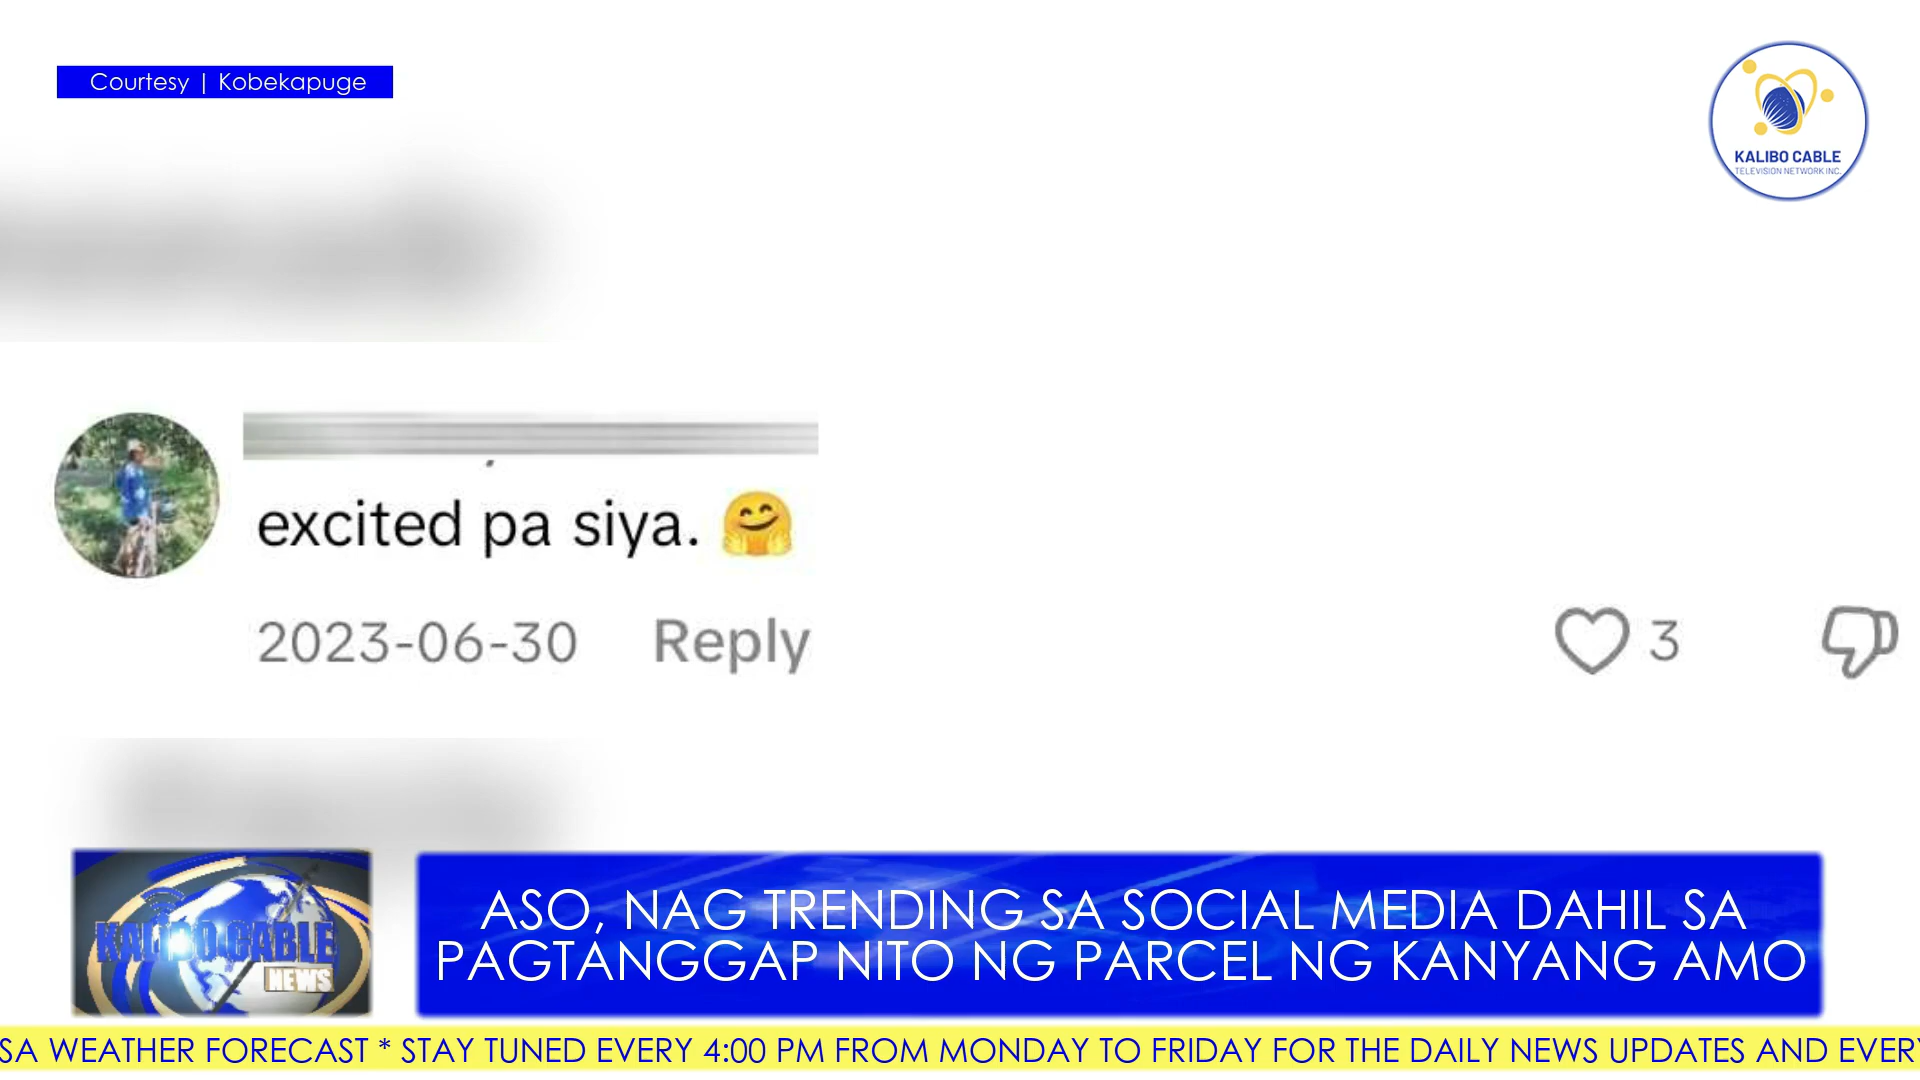 Courtesy | Kobekapuge
KALIBO CABLE
TELEVISION NETWORK INC.
excited pa siya. 🤗
2023-06-30 Reply 3
KALIBO CABLE
NEWS
ASO, NAG TRENDING SA SOCIAL MEDIA DAHIL SA
PAGTANGGAP NITO NG PARCEL NG KANYANG AMO
SA WEATHER FORECAST * STAY TUNED EVERY 4:00 PM FROM MONDAY TO FRIDAY FOR THE DAILY NEWS UPDATES AND EVERY